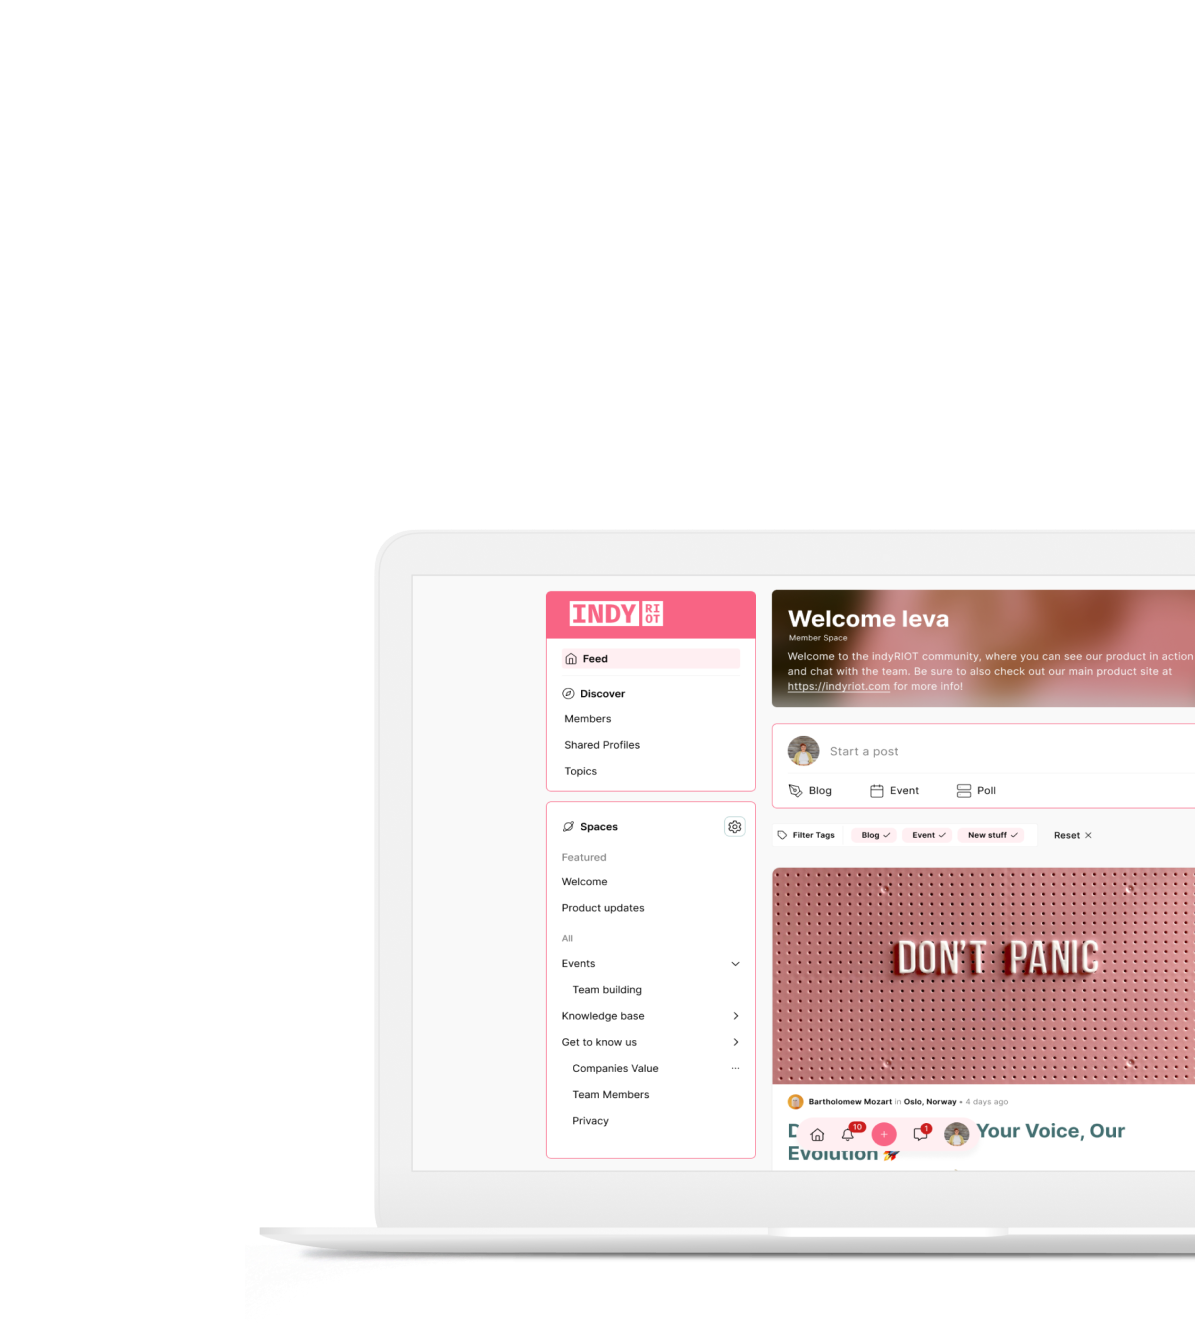 INDY RIOT
Feed
Discover
Members
Shared Profiles
Topics
Spaces
Featured
Welcome
Product updates
All
Events
Team building
Knowledge base
Get to know us
Companies Value
Team Members
Privacy
Welcome Ieva
Member Space
Welcome to the indyRIOT community, where you can see our product in action
and chat with the team. Be sure to also check out our main product site at
https://indyriot.com for more info!
Start a post
Blog Event Poll
Filter Tags Blog Event New stuff Reset
DON'T PANIC
Bartholomew Mozart in Oslo, Norway • 4 days ago
10 1
Your Voice, Our
Evolution